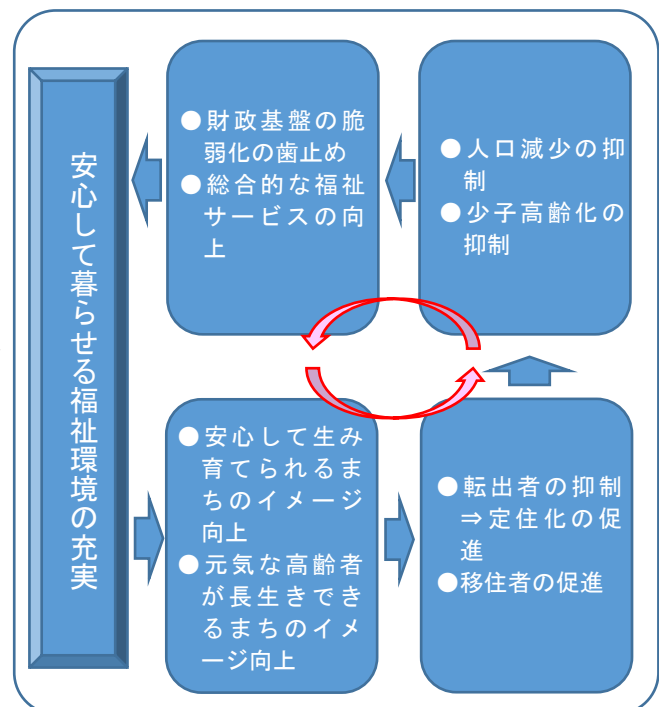 安心して暮らせる福祉環境の充実
●財政基盤の脆
弱化の歯止め
●総合的な福祉
サービスの向
上
●人口減少の抑
制
●少子高齢化の
抑制
●安心して生み
育てられるま
ちのイメージ
向上
●元気な高齢者
が長生きでき
るまちのイメ
ージ向上
●転出者の抑制
⇒定住化の促
進
●移住者の促進